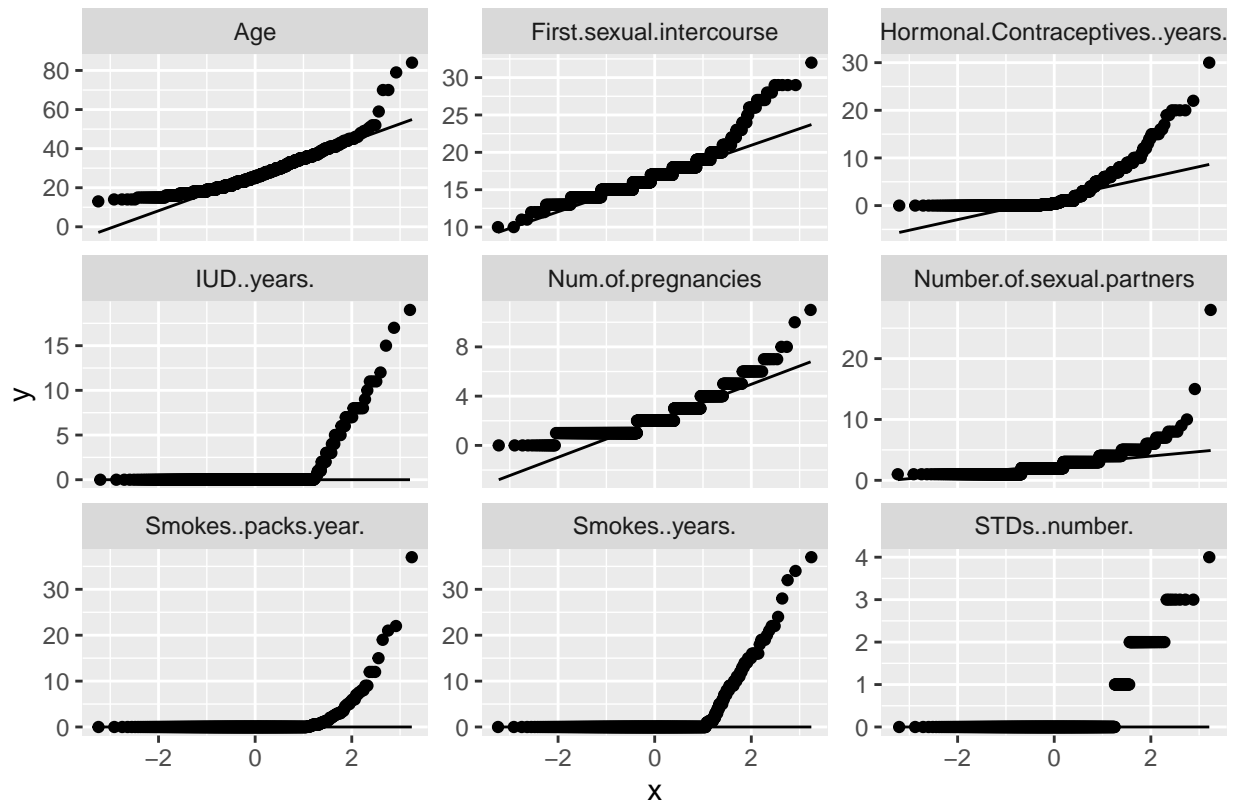 Age
First.sexual.intercourse
Hormonal.Contraceptives..years.
80
60
40
20
0
30
25
20
15
10
30
20
10
0
IUD..years.
Num.of.pregnancies
Number.of.sexual.partners
15
10
5
0
8
4
0
20
10
0
y
Smokes..packs.year.
Smokes..years.
STDs..number.
30
20
10
0
30
20
10
0
4
3
2
1
0
−2 0 2
−2 0 2
−2 0 2
x